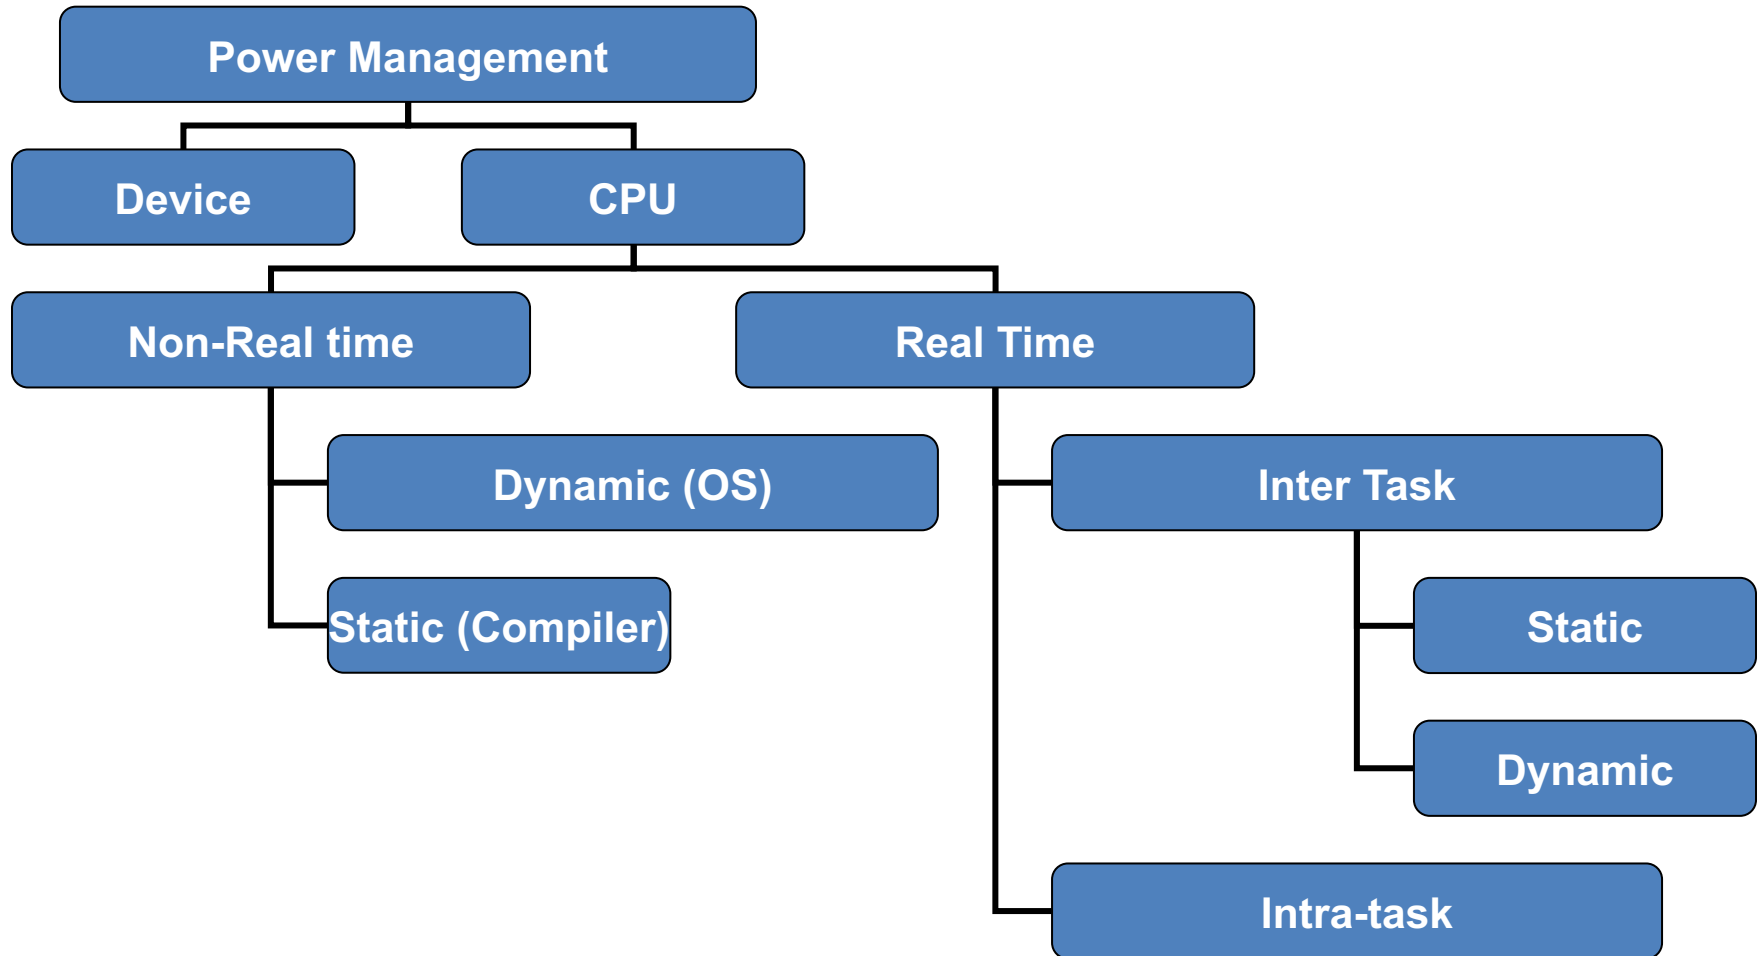 Power Management
Device
CPU
Non-Real time
Real Time
Dynamic (OS)
Inter Task
Static (Compiler)
Static
Dynamic
Intra-task